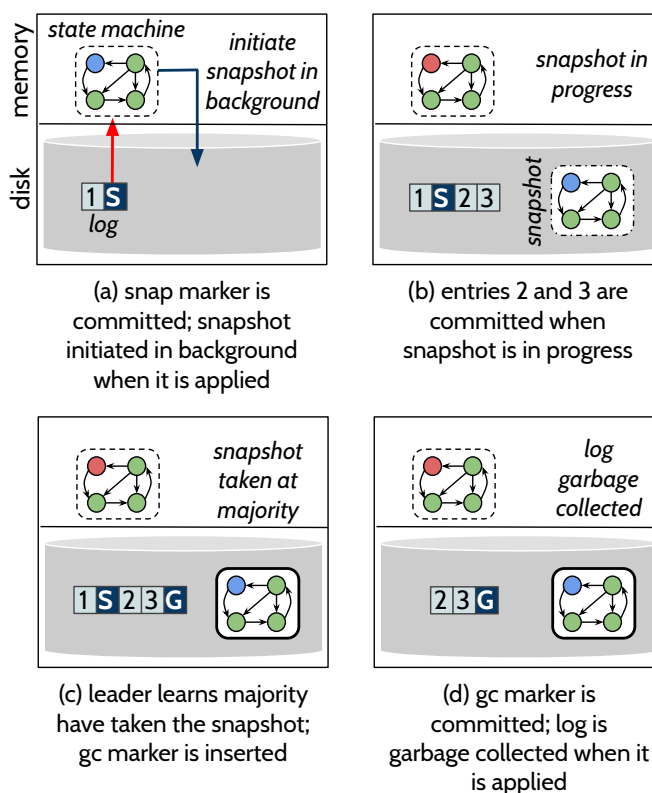 memory
disk
state machine
initiate
snapshot in
background
1 S
log
(a) snap marker is
committed; snapshot
initiated in background
when it is applied
snapshot in
progress
1 S 2 3
snapshot
(b) entries 2 and 3 are
committed when
snapshot is in progress
snapshot
taken at
majority
1 S 2 3 G
(c) leader learns majority
have taken the snapshot;
gc marker is inserted
log
garbage
collected
2 3 G
(d) gc marker is
committed; log is
garbage collected when it
is applied